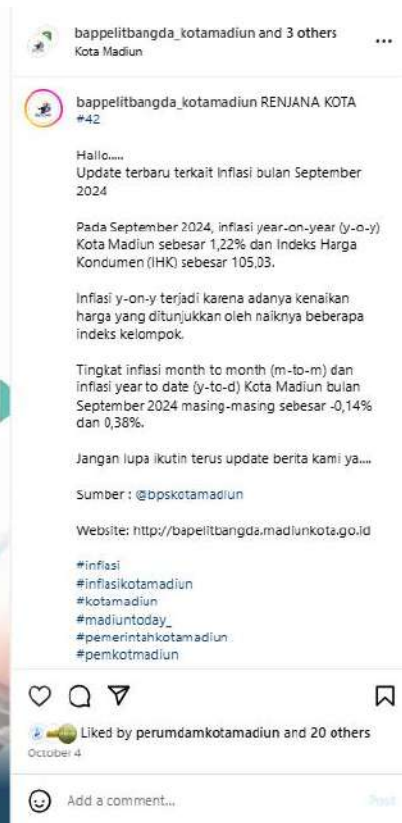 bappelitbangda_kotamadiun and 3 others
Kota Madiun
bappelitbangda_kotamadiun RENJANA KOTA
#42
Hallo.....
Update terbaru terkait Inflasi bulan September
2024
Pada September 2024, inflasi year-on-year (y-o-y)
Kota Madiun sebesar 1,22% dan Indeks Harga
Kondumen (IHK) sebesar 105,03.
Inflasi y-on-y terjadi karena adanya kenaikan
harga yang ditunjukkan oleh naiknya beberapa
indeks kelompok.
Tingkat inflasi month to month (m-to-m) dan
inflasi year to date (y-to-d) Kota Madiun bulan
September 2024 masing-masing sebesar -0,14%
dan 0,38%.
Jangan lupa ikutin terus update berita kami ya....
Sumber : @bpskotamadiun
Website: http://bapelitbangda.madiunkota.go.id
#inflasi
#inflasikotamadiun
#kotamadiun
#madiuntoday_
#pemerintahkotamadiun
#pemkotmadiun
Liked by perumdamkotamadiun and 20 others
October 4
Add a comment...
Post